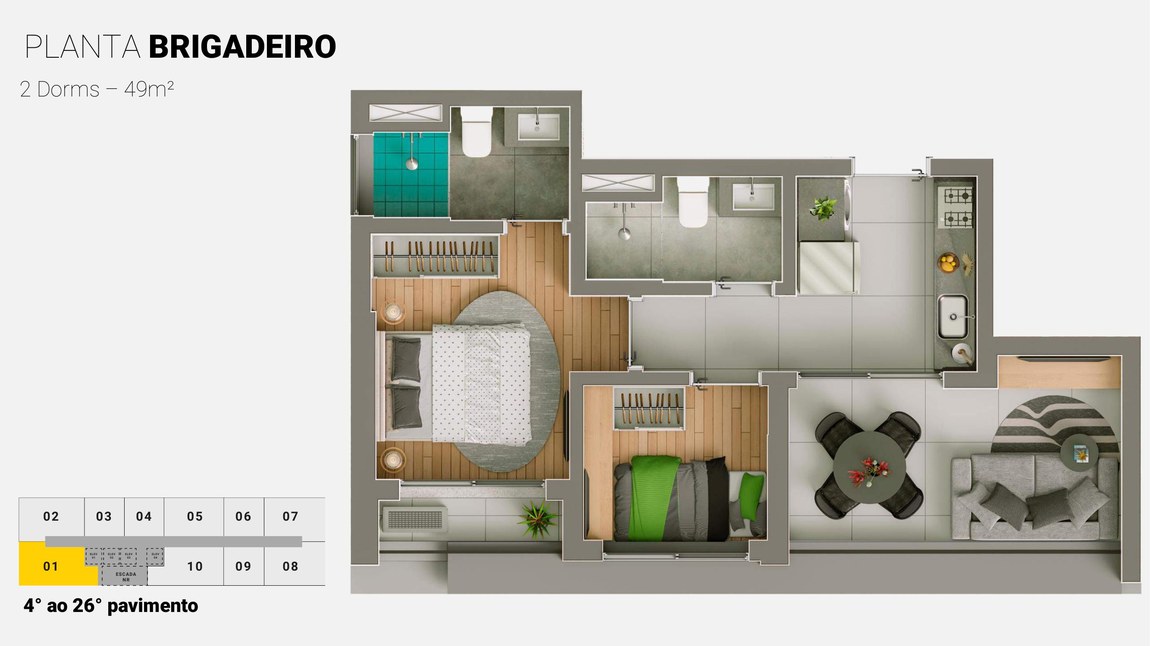 PLANTA BRIGADEIRO
2 Dorms – 49m²
02 03 04 05 06 07
01 10 09 08
ESCADA
4° ao 26° pavimento